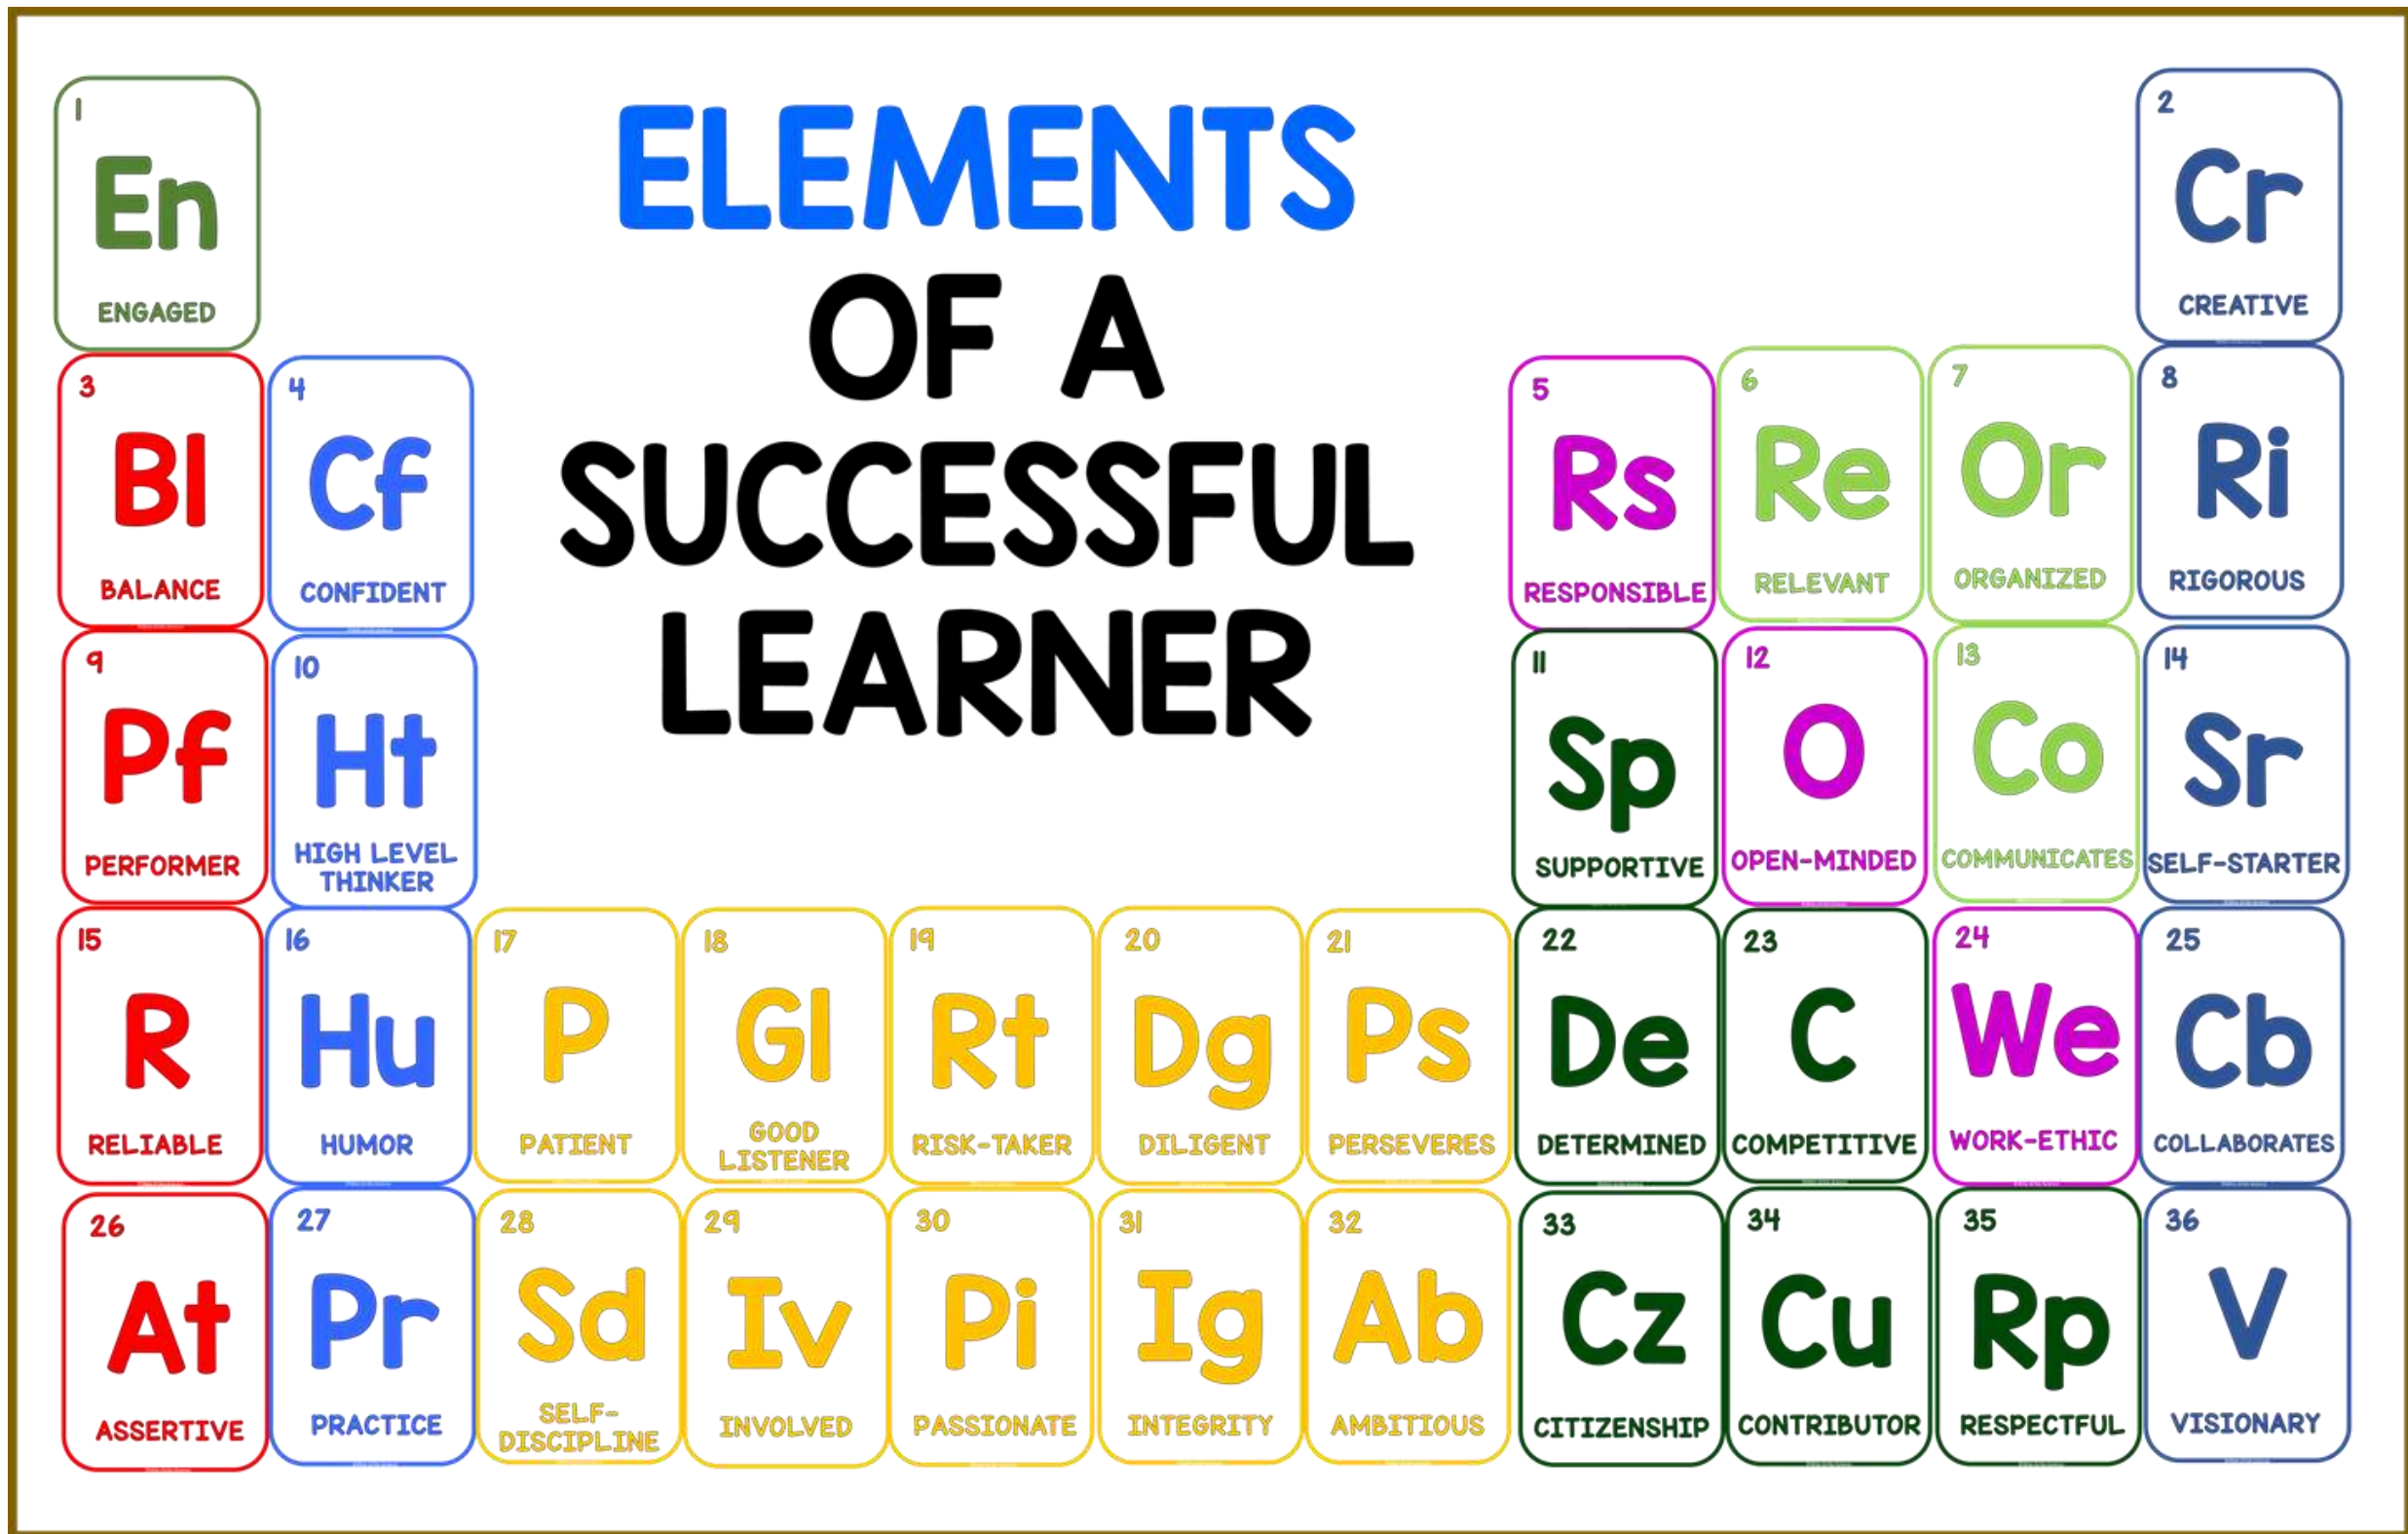 ELEMENTS
OF A
SUCCESSFUL
LEARNER
1
En
ENGAGED
2
Cr
CREATIVE
3
Bl
BALANCE
4
Cf
CONFIDENT
5
Rs
RESPONSIBLE
6
Re
RELEVANT
7
Or
ORGANIZED
8
Ri
RIGOROUS
9
Pf
PERFORMER
10
Ht
HIGH LEVEL
THINKER
11
Sp
SUPPORTIVE
12
O
OPEN-MINDED
13
Co
COMMUNICATES
14
Sr
SELF-STARTER
15
R
RELIABLE
16
Hu
HUMOR
17
P
PATIENT
18
Gl
GOOD
LISTENER
19
Rt
RISK-TAKER
20
Dg
DILIGENT
21
Ps
PERSEVERES
22
De
DETERMINED
23
C
COMPETITIVE
24
We
WORK-ETHIC
25
Cb
COLLABORATES
26
At
ASSERTIVE
27
Pr
PRACTICE
28
Sd
SELF-
DISCIPLINE
29
Iv
INVOLVED
30
Pi
PASSIONATE
31
Ig
INTEGRITY
32
Ab
AMBITIOUS
33
Cz
CITIZENSHIP
34
Cu
CONTRIBUTOR
35
Rp
RESPECTFUL
36
V
VISIONARY